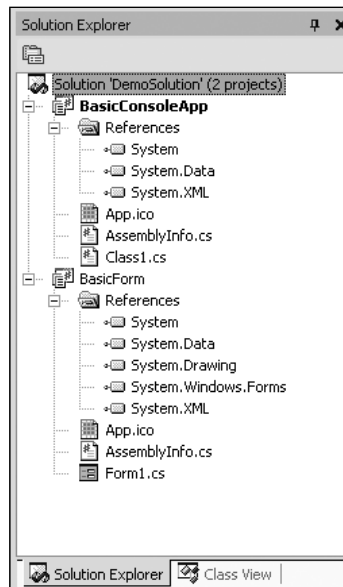 Solution Explorer
Solution 'DemoSolution' (2 projects)
BasicConsoleApp
References
System
System.Data
System.XML
App.ico
AssemblyInfo.cs
Class1.cs
BasicForm
References
System
System.Data
System.Drawing
System.Windows.Forms
System.XML
App.ico
AssemblyInfo.cs
Form1.cs
Solution Explorer Class View